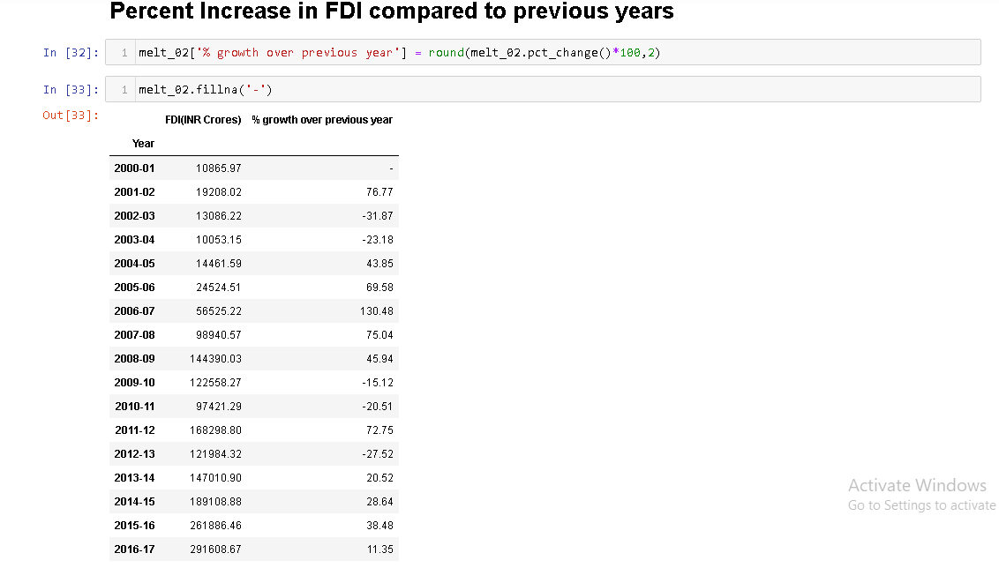 Percent Increase in FDI compared to previous years
In [32]: 1 melt_02['% growth over previous year'] = round(melt_02.pct_change()*100,2)
In [33]: 1 melt_02.fillna('-')
Out[33]:
FDI(INR Crores) % growth over previous year
Year
2000-01 10865.97 -
2001-02 19208.02 76.77
2002-03 13086.22 -31.87
2003-04 10053.15 -23.18
2004-05 14461.59 43.85
2005-06 24524.51 69.58
2006-07 56525.22 130.48
2007-08 98940.57 75.04
2008-09 144390.03 45.94
2009-10 122558.27 -15.12
2010-11 97421.29 -20.51
2011-12 168298.80 72.75
2012-13 121984.32 -27.52
2013-14 147010.90 20.52
2014-15 189108.88 28.64
2015-16 261886.46 38.48
2016-17 291608.67 11.35
Activate Windows
Go to Settings to activate